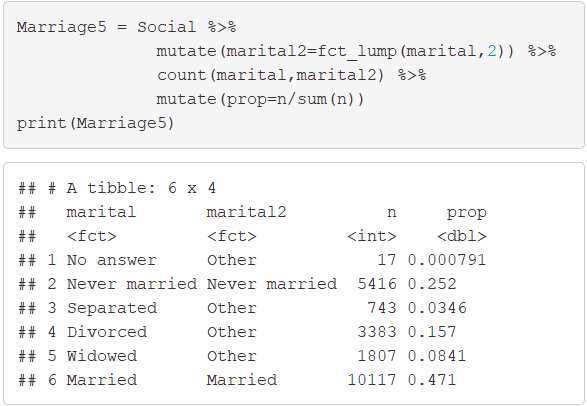 Marriage5 = Social %>%
              mutate(marital2=fct_lump(marital,2)) %>%
              count(marital,marital2) %>%
              mutate(prop=n/sum(n))
print(Marriage5)
## # A tibble: 6 x 4
##   marital       marital2          n     prop
##   <fct>         <fct>         <int>    <dbl>
## 1 No answer     Other            17 0.000791
## 2 Never married Never married  5416 0.252
## 3 Separated     Other           743 0.0346
## 4 Divorced      Other          3383 0.157
## 5 Widowed       Other          1807 0.0841
## 6 Married       Married       10117 0.471